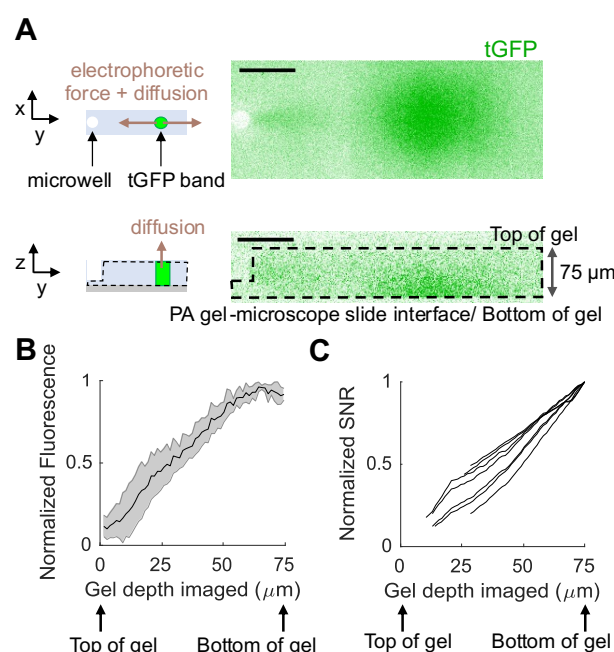 A
tGFP
electrophoretic
force + diffusion
x
y
microwell
tGFP band
diffusion
Top of gel
z
y
75 μm
PA gel-microscope slide interface/ Bottom of gel
B
Normalized Fluorescence
1
0.5
0
0
25
50
75
Gel depth imaged (μm)
Top of gel
Bottom of gel
C
Normalized SNR
1
0.5
0
0
25
50
75
Gel depth imaged (μm)
Top of gel
Bottom of gel